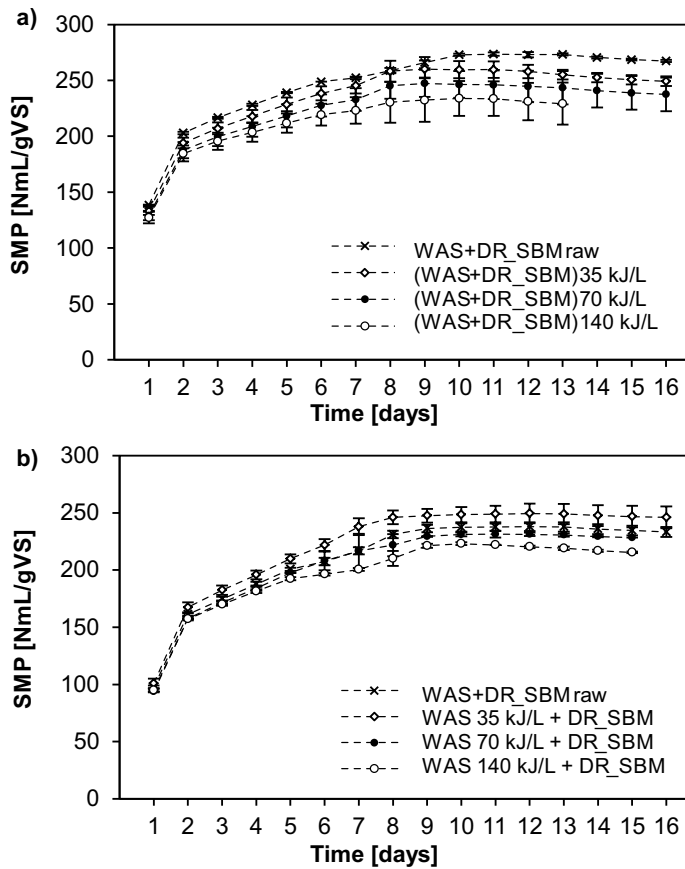 a)
300
250
200
150
100
50
0
SMP [NmL/gVS]
WAS+DR_SBM raw
(WAS+DR_SBM)35 kJ/L
(WAS+DR_SBM)70 kJ/L
(WAS+DR_SBM)140 kJ/L
1 2 3 4 5 6 7 8 9 10 11 12 13 14 15 16
Time [days]
b)
300
250
200
150
100
50
0
SMP [NmL/gVS]
WAS+DR_SBM raw
WAS 35 kJ/L + DR_SBM
WAS 70 kJ/L + DR_SBM
WAS 140 kJ/L + DR_SBM
1 2 3 4 5 6 7 8 9 10 11 12 13 14 15 16
Time [days]